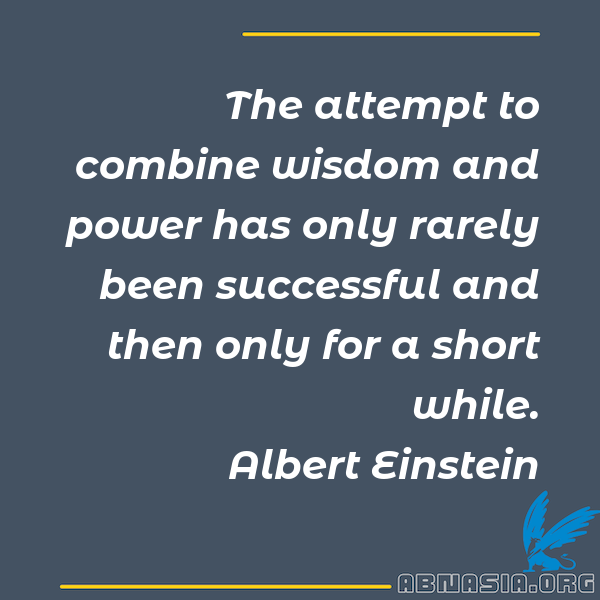 The attempt to
combine wisdom and
power has only rarely
been successful and
then only for a short
while.
Albert Einstein
ABNASIA.ORG